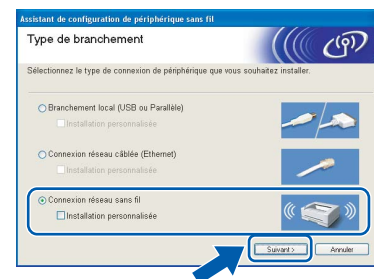 Assistant de configuration de périphérique sans fil
Type de branchement
Sélectionnez le type de connexion de périphérique que vous souhaitez installer.
Branchement local (USB ou Parallèle)
Installation personnalisée
Connexion réseau câblée (Ethernet)
Installation personnalisée
Connexion réseau sans fil
Installation personnalisée
Suivant >
Annuler